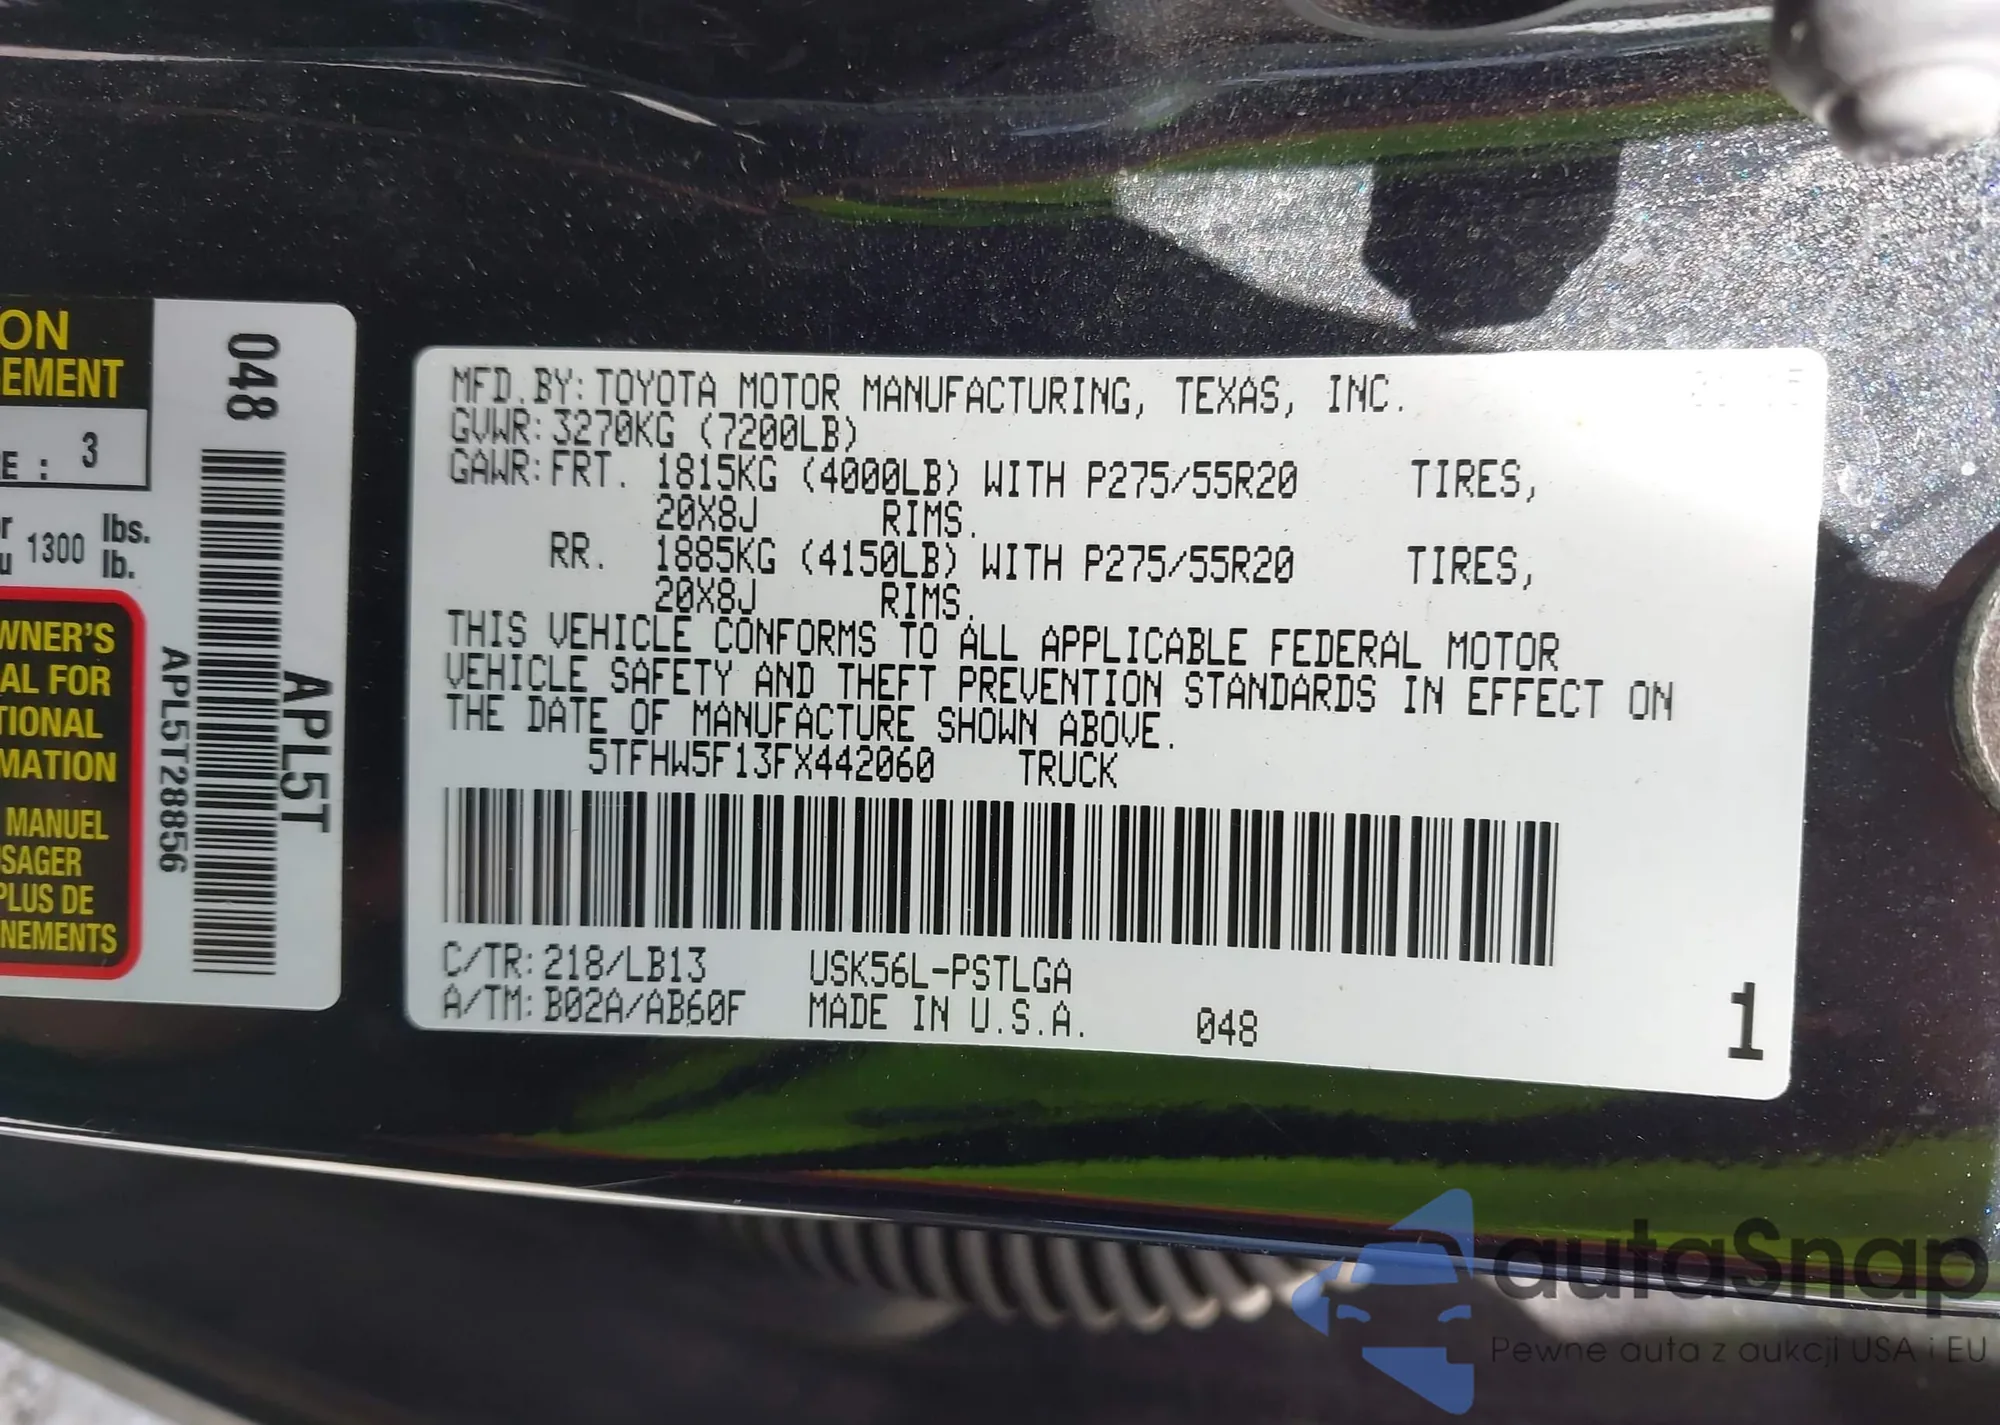 ON
EMENT
E : 3
r
u 1300 lbs.
lb.
WNER'S
AL FOR
TIONAL
MATION
MANUEL
SAGER
PLUS DE
NEMENTS
048
APL5T28856
APL5T
MFD.BY:TOYOTA MOTOR MANUFACTURING, TEXAS, INC.
GVWR:3270KG (7200LB)
GAWR:FRT. 1815KG (4000LB) WITH P275/55R20 TIRES,
20X8J RIMS.
RR. 1885KG (4150LB) WITH P275/55R20 TIRES,
20X8J RIMS.
THIS VEHICLE CONFORMS TO ALL APPLICABLE FEDERAL MOTOR
VEHICLE SAFETY AND THEFT PREVENTION STANDARDS IN EFFECT ON
THE DATE OF MANUFACTURE SHOWN ABOVE.
5TFHW5F13FX442060 TRUCK
C/TR:218/LB13 USK56L-PSTLGA
A/TM:B02A/AB60F MADE IN U.S.A. 048
1
autaSnap
Pewne auta z aukcji USA i EU